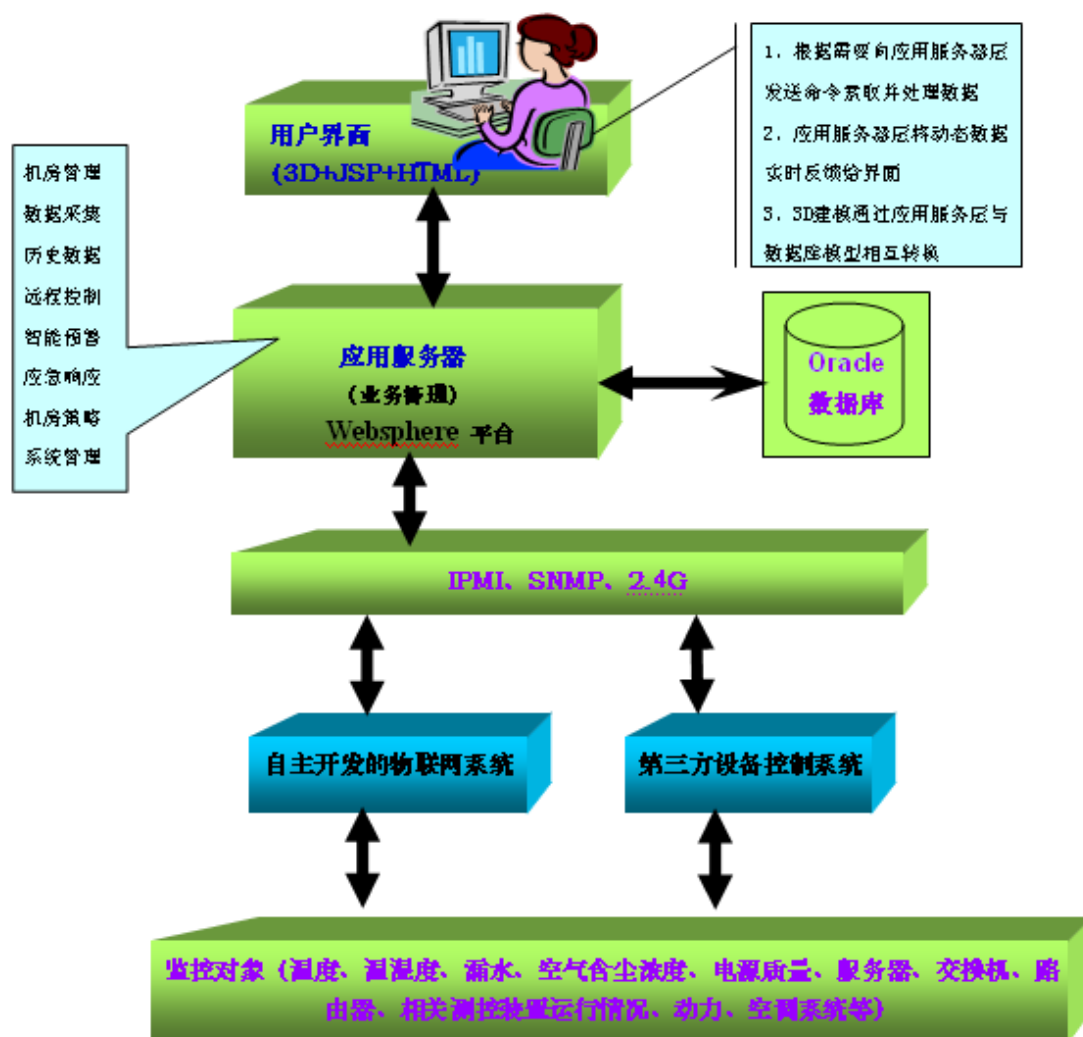 用户界面
(3D+JSP+HTML)
1．根据需要向应用服务器层
发送命令索取并处理数据
2．应用服务器层将动态数据
实时反馈给界面
3．3D建模通过应用服务层与
数据库模型相互转换
机房管理
数据采集
历史数据
远程控制
智能预警
应急响应
机房策略
系统管理
应用服务器
(业务管理)
Websphere 平台
Oracle
数据库
IPMI、SNMP、2.4G
自主开发的物联网系统
第三方设备控制系统
监控对象（温度、温湿度、漏水、空气含尘浓度、电源质量、服务器、交换机、路
由器、相关测控装置运行情况、动力、空调系统等）